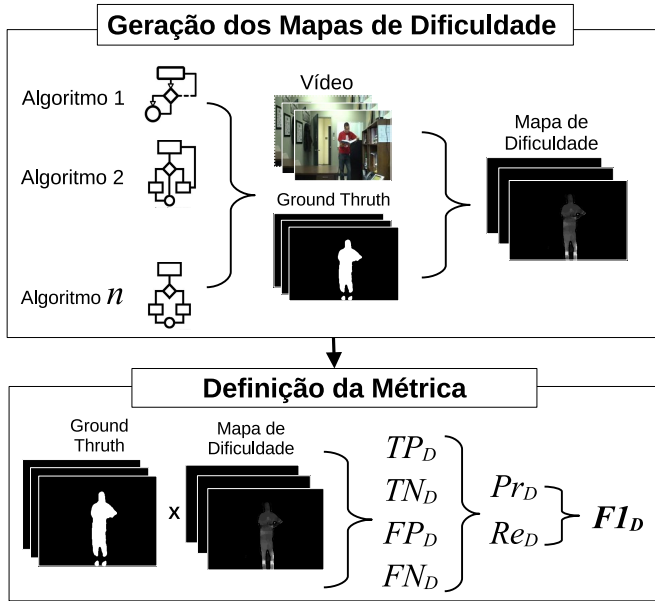 Geração dos Mapas de Dificuldade
Algoritmo 1
Algoritmo 2
Algoritmo n
Vídeo
Ground Thruth
Mapa de
Dificuldade
Definição da Métrica
Ground
Thruth
x
Mapa de
Dificuldade
TP_D
TN_D
FP_D
FN_D
Pr_D
Re_D
F1_D